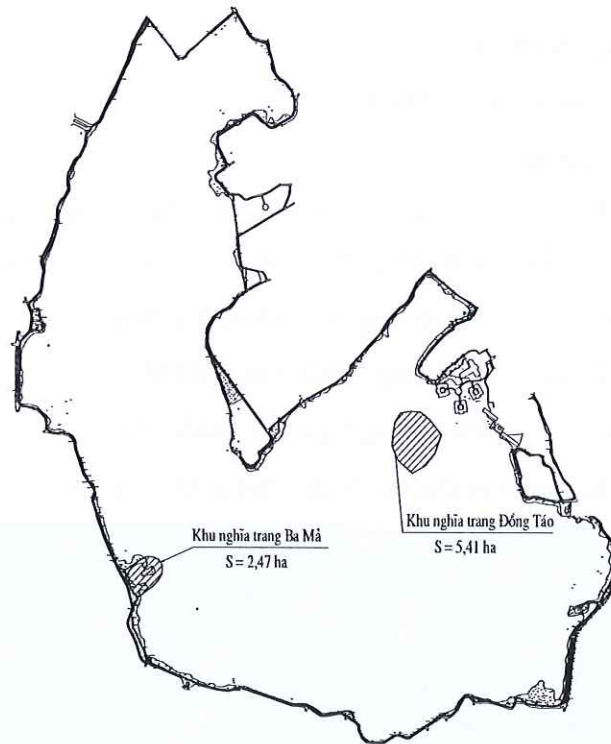 Khu nghĩa trang Ba Mả
S = 2,47 ha
Khu nghĩa trang Đồng Táo
S = 5,41 ha